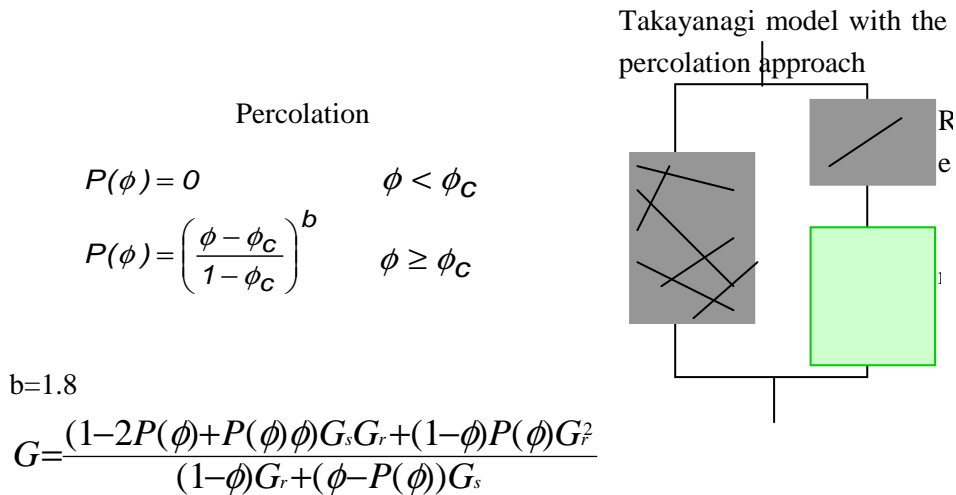 Takayanagi model with the
percolation approach
Percolation
R
e
P(ϕ) = 0 ϕ < ϕC
P(ϕ) = ((ϕ − ϕC)/(1 − ϕC))^b ϕ ≥ ϕC
b=1.8
G=((1−2P(ϕ)+P(ϕ)ϕ)GsGr+(1−ϕ)P(ϕ)Gr²)/((1−ϕ)Gr+(ϕ−P(ϕ))Gs)